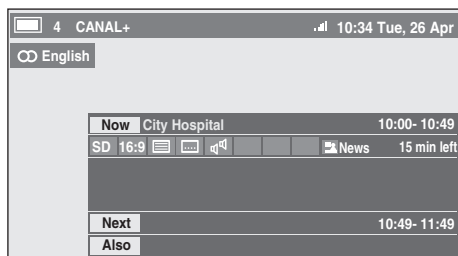 4 CANAL+ 10:34 Tue, 26 Apr
English
Now City Hospital 10:00- 10:49
SD 16:9 News 15 min left
Next 10:49- 11:49
Also